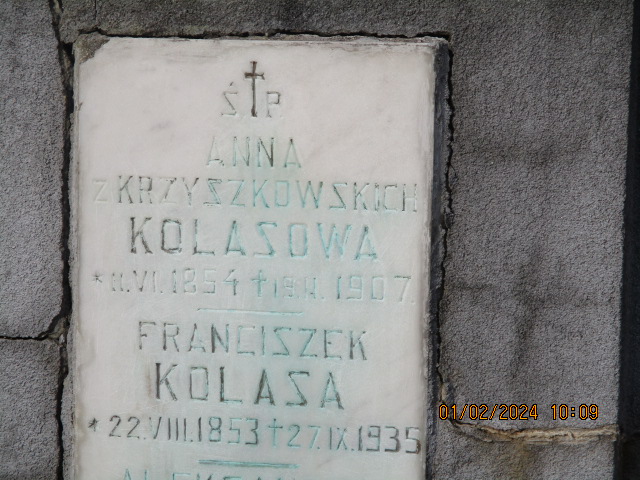 Ś.†P.
ANNA
Z KRZYSZKOWSKICH
KOLASOWA
* 11.VI.1854 † 19.II.1907.
FRANCISZEK
KOLASA
* 22.VIII.1853 † 27.IX.1935
01/02/2024 10:09